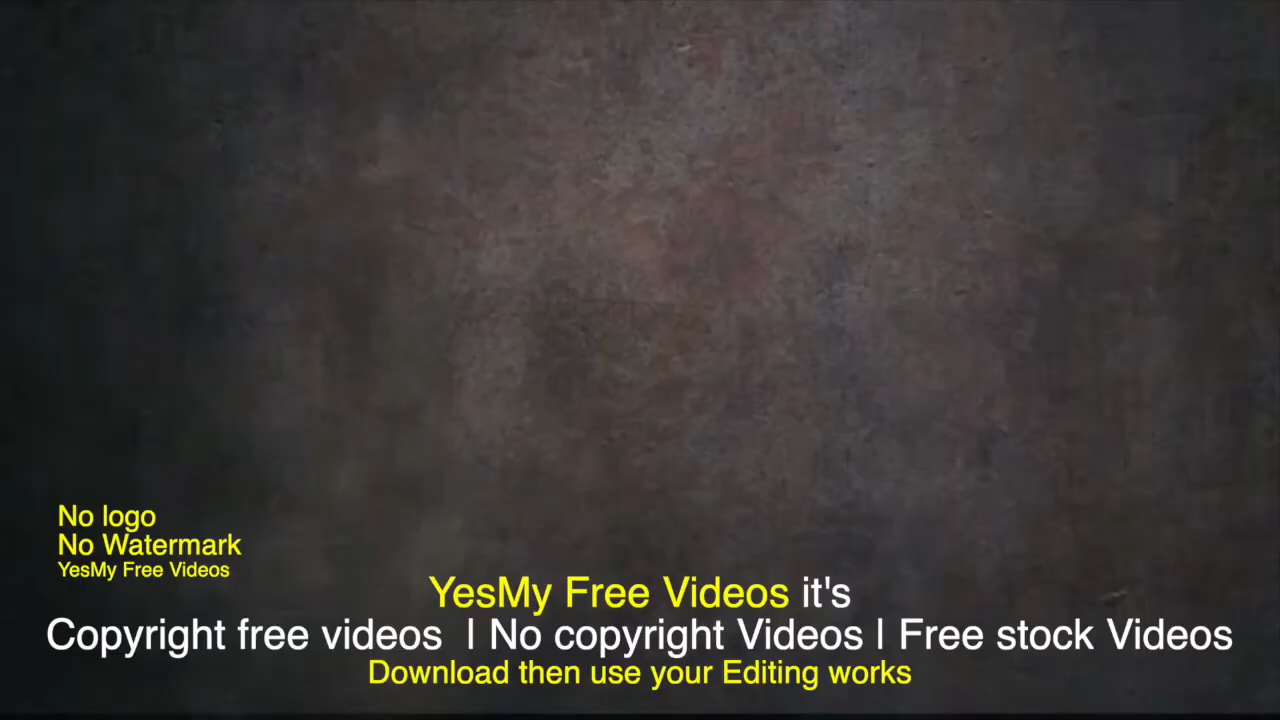 No logo
No Watermark
YesMy Free Videos
YesMy Free Videos it's
Copyright free videos | No copyright Videos | Free stock Videos
Download then use your Editing works